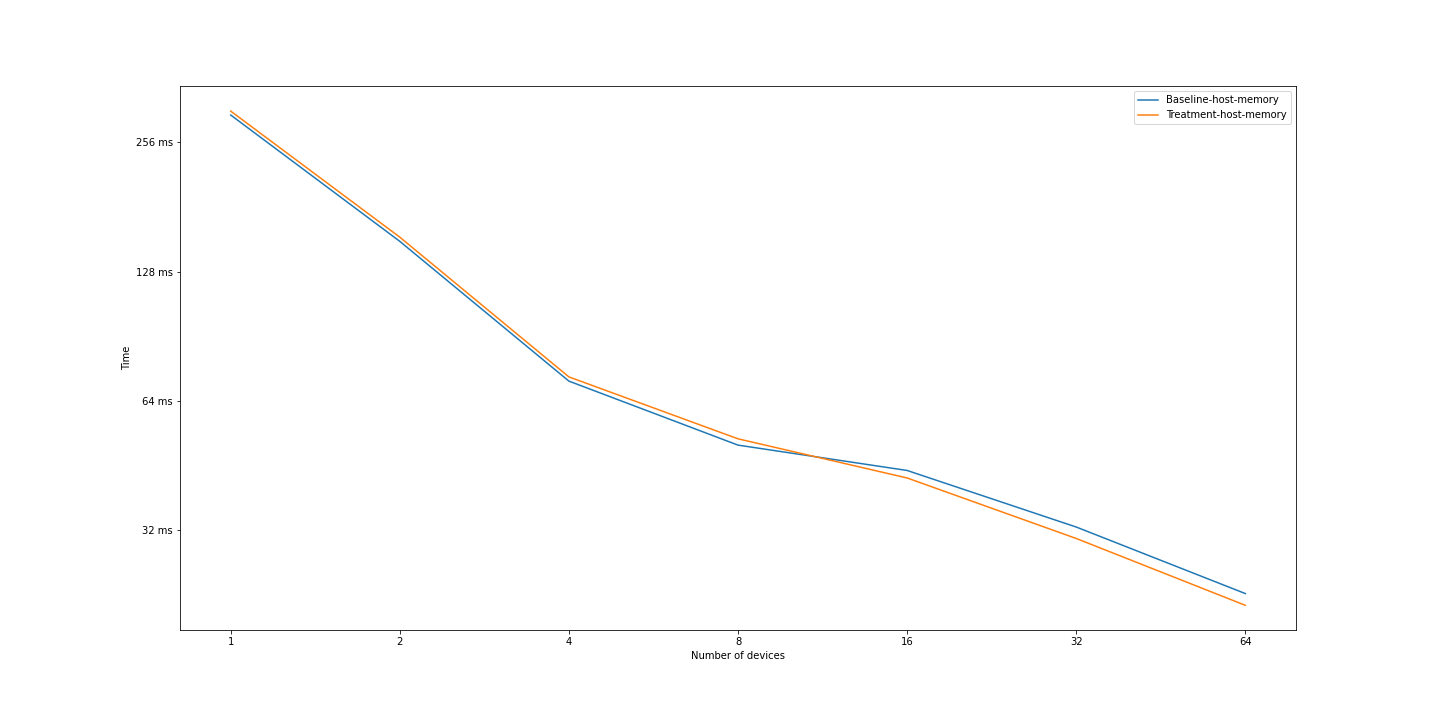 Baseline-host-memory
Treatment-host-memory
256 ms
128 ms
64 ms
32 ms
Time
1 2 4 8 16 32 64
Number of devices